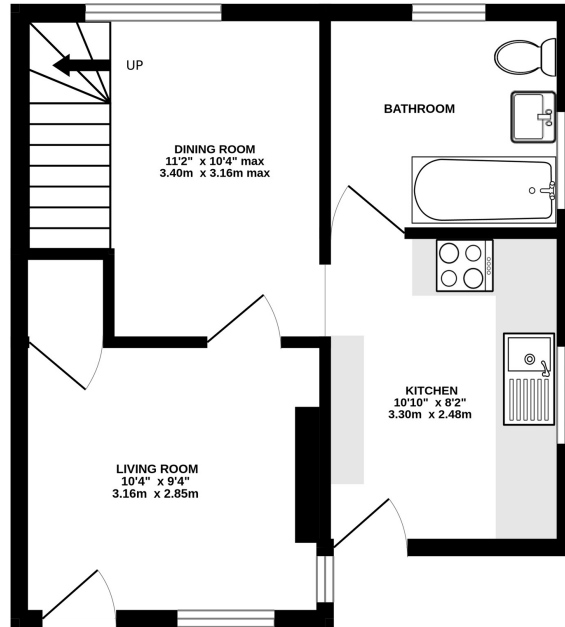 UP
BATHROOM
DINING ROOM
11'2" x 10'4" max
3.40m x 3.16m max
KITCHEN
10'10" x 8'2"
3.30m x 2.48m
LIVING ROOM
10'4" x 9'4"
3.16m x 2.85m